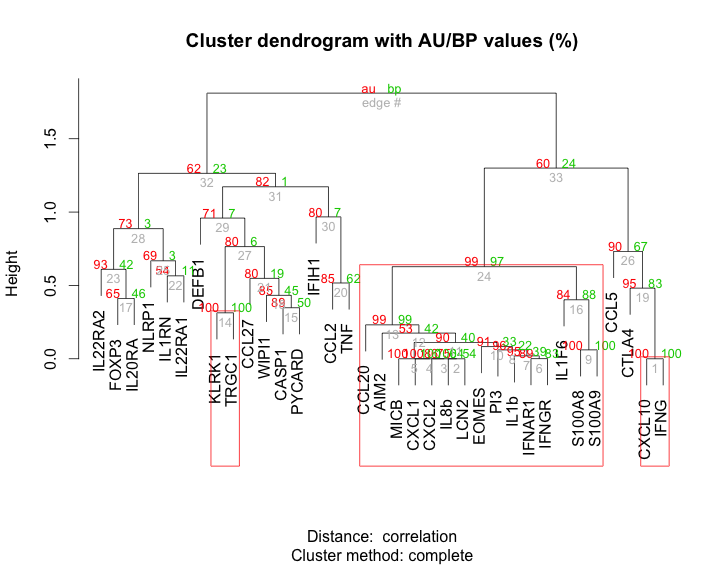 Cluster dendrogram with AU/BP values (%)
au bp
edge #
Height
0.0 0.5 1.0 1.5
62 23
32
60 24
33
82 1
31
73 3
28
71 7
29
80 7
30
90 67
26
93 42
23
69 3
80 6
27
99 97
24
65 46
17
22
100 100
14
80 19
85 45
50
15
85 62
20
84 88
16
95 83
19
99 99
13
53 42
12
90 40
91 33
10
100 100
9
100 100
1
IL22RA2
FOXP3
IL20RA
NLRP1
IL1RN
IL22RA1
DEFB1
KLRK1
TRGC1
CCL27
WIPI1
CASP1
PYCARD
IFIH1
CCL2
TNF
CCL20
AIM2
MICB
CXCL1
CXCL2
IL8b
LCN2
EOMES
PI3
IL1b
IFNAR1
IFNGR
IL1F6
S100A8
S100A9
CCL5
CTLA4
CXCL10
IFNG
Distance: correlation
Cluster method: complete